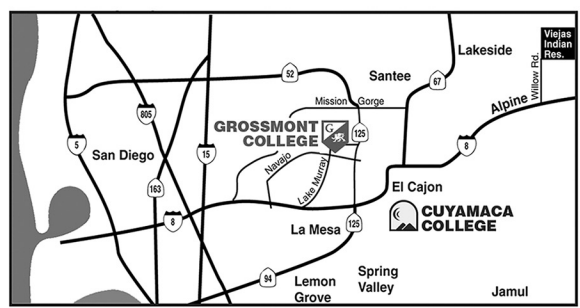 Viejas
Indian
Res.
Lakeside
Willow Rd.
52
Santee
67
Alpine
Mission Gorge
805
GROSSMONT
COLLEGE
G
125
5
San Diego
15
Navajo
8
163
Lake Murray
El Cajon
CUYAMACA
COLLEGE
8
La Mesa
125
94
Lemon
Grove
Spring
Valley
Jamul